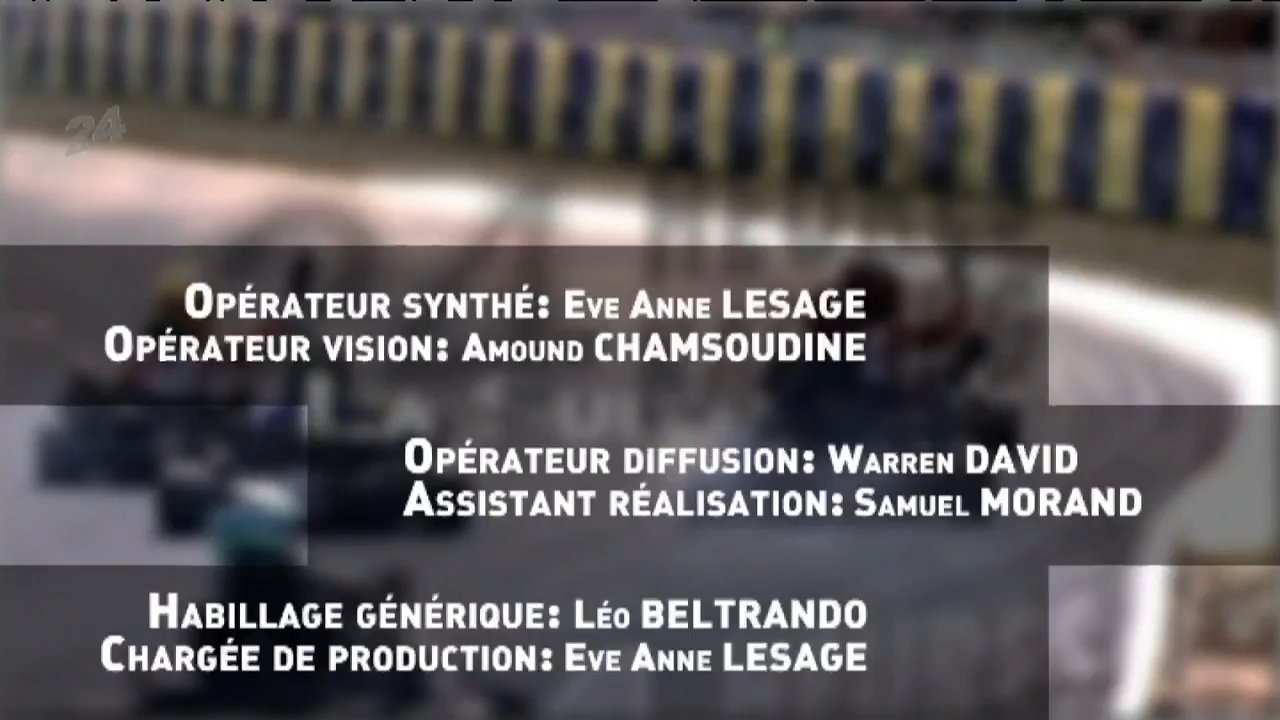 24
Opérateur synthé: Eve Anne LESAGE
Opérateur vision: Amound CHAMSOUDINE
Opérateur diffusion: Warren DAVID
Assistant réalisation: Samuel MORAND
Habillage générique: Léo BELTRANDO
Chargée de production: Eve Anne LESAGE